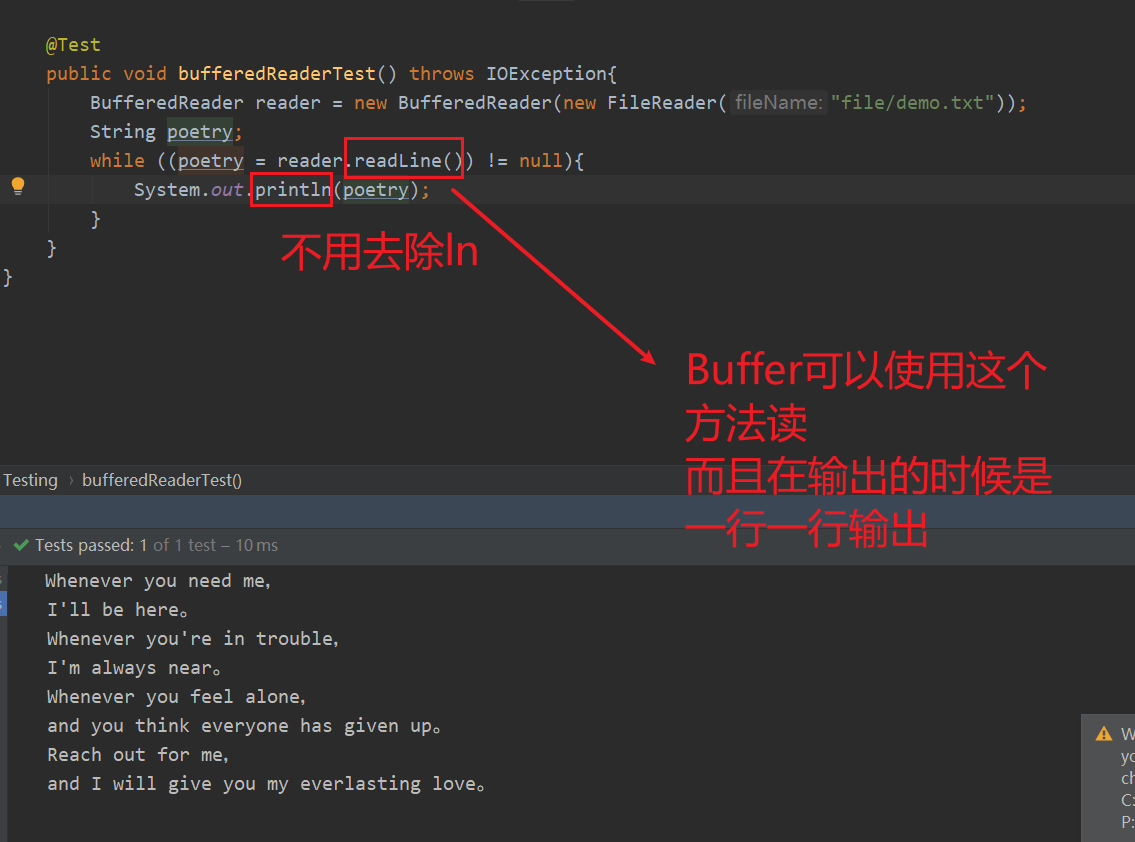 @Test
public void bufferedReaderTest() throws IOException{
BufferedReader reader = new BufferedReader(new FileReader( fileName: "file/demo.txt"));
String poetry;
while ((poetry = reader.readLine()) != null){
System.out.println(poetry);
}
}
}
不用去除ln
Buffer可以使用这个
方法读
而且在输出的时候是
一行一行输出
Testing › bufferedReaderTest()
Tests passed: 1 of 1 test – 10 ms
Whenever you need me,
I'll be here。
Whenever you're in trouble,
I'm always near。
Whenever you feel alone,
and you think everyone has given up。
Reach out for me,
and I will give you my everlasting love。
W
yo
ch
C:
P: